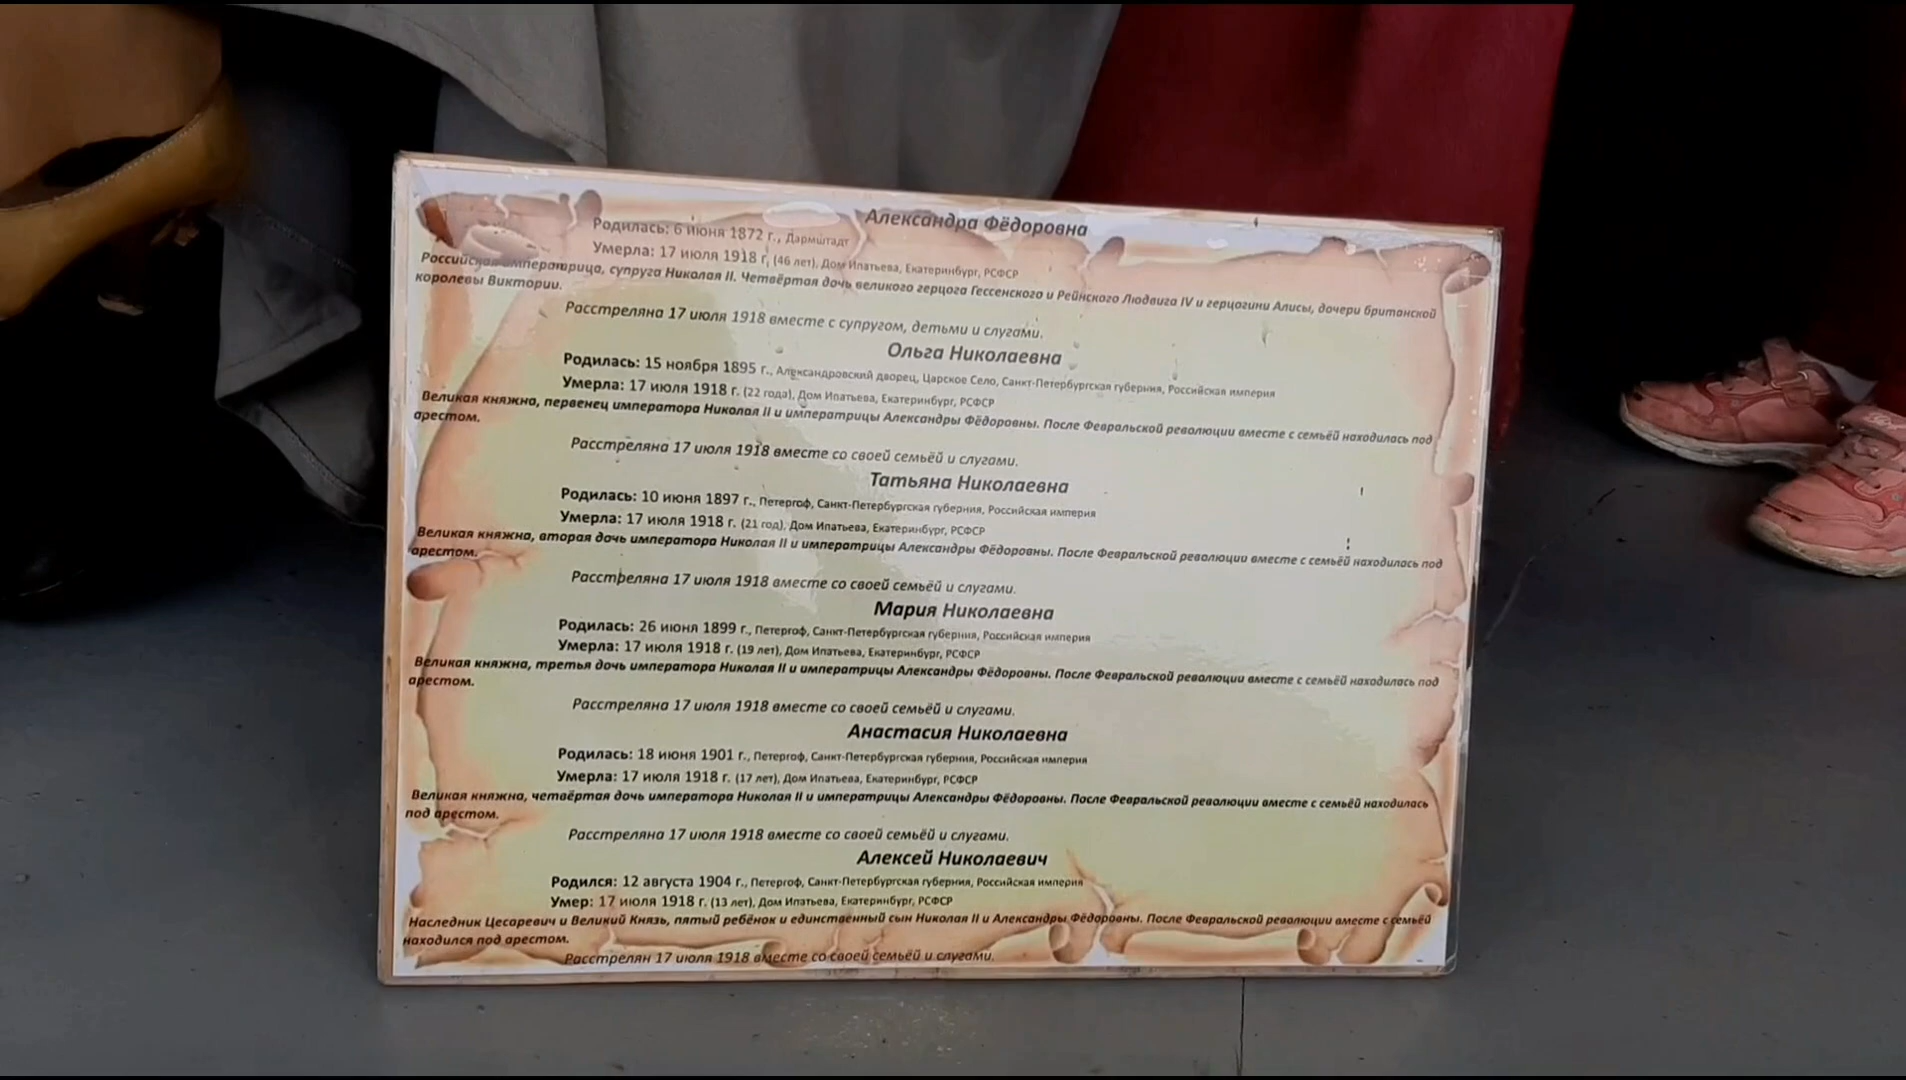 Александра Фёдоровна
Родилась: 6 июня 1872 г., Дармштадт
Умерла: 17 июля 1918 г. (46 лет), Дом Ипатьева, Екатеринбург, РСФСР
Российская императрица, супруга Николая II. Четвёртая дочь великого герцога Гессенского и Рейнского Людвига IV и герцогини Алисы, дочери британской
королевы Виктории.
Расстреляна 17 июля 1918 вместе с супругом, детьми и слугами.
Ольга Николаевна
Родилась: 15 ноября 1895 г., Александровский дворец, Царское Село, Санкт-Петербургская губерния, Российская империя
Умерла: 17 июля 1918 г. (22 года), Дом Ипатьева, Екатеринбург, РСФСР
Великая княжна, первенец императора Николая II и императрицы Александры Фёдоровны. После Февральской революции вместе с семьёй находилась под
арестом.
Расстреляна 17 июля 1918 вместе со своей семьёй и слугами.
Татьяна Николаевна
Родилась: 10 июня 1897 г., Петергоф, Санкт-Петербургская губерния, Российская империя
Умерла: 17 июля 1918 г. (21 год), Дом Ипатьева, Екатеринбург, РСФСР
Великая княжна, вторая дочь императора Николая II и императрицы Александры Фёдоровны. После Февральской революции вместе с семьёй находилась под
арестом.
Расстреляна 17 июля 1918 вместе со своей семьёй и слугами.
Мария Николаевна
Родилась: 26 июня 1899 г., Петергоф, Санкт-Петербургская губерния, Российская империя
Умерла: 17 июля 1918 г. (19 лет), Дом Ипатьева, Екатеринбург, РСФСР
Великая княжна, третья дочь императора Николая II и императрицы Александры Фёдоровны. После Февральской революции вместе с семьёй находилась под
арестом.
Расстреляна 17 июля 1918 вместе со своей семьёй и слугами.
Анастасия Николаевна
Родилась: 18 июня 1901 г., Петергоф, Санкт-Петербургская губерния, Российская империя
Умерла: 17 июля 1918 г. (17 лет), Дом Ипатьева, Екатеринбург, РСФСР
Великая княжна, четвёртая дочь императора Николая II и императрицы Александры Фёдоровны. После Февральской революции вместе с семьёй находилась
под арестом.
Расстреляна 17 июля 1918 вместе со своей семьёй и слугами.
Алексей Николаевич
Родился: 12 августа 1904 г., Петергоф, Санкт-Петербургская губерния, Российская империя
Умер: 17 июля 1918 г. (13 лет), Дом Ипатьева, Екатеринбург, РСФСР
Наследник Цесаревич и Великий Князь, пятый ребёнок и единственный сын Николая II и Александры Фёдоровны. После Февральской революции вместе с семьёй
находился под арестом.
Расстрелян 17 июля 1918 вместе со своей семьёй и слугами.